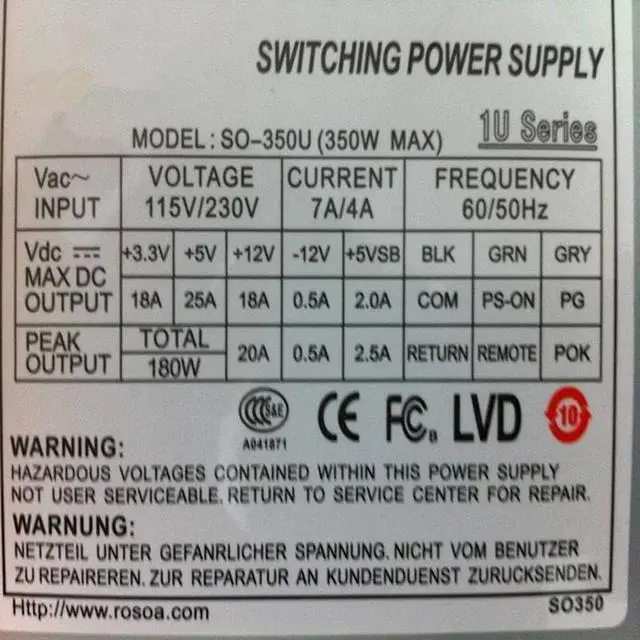 SWITCHING POWER SUPPLY
1U Series
MODEL: SO-350U (350W MAX)
Vac~ INPUT VOLTAGE 115V/230V CURRENT 7A/4A FREQUENCY 60/50Hz
Vdc MAX DC OUTPUT +3.3V +5V +12V -12V +5VSB BLK GRN GRY
18A 25A 18A 0.5A 2.0A COM PS-ON PG
PEAK OUTPUT TOTAL 180W 20A 0.5A 2.5A RETURN REMOTE POK
CCC S&E CE FC B LVD 10
A041871
WARNING:
HAZARDOUS VOLTAGES CONTAINED WITHIN THIS POWER SUPPLY
NOT USER SERVICEABLE. RETURN TO SERVICE CENTER FOR REPAIR.
WARNUNG:
NETZTEIL UNTER GEFANRLICHER SPANNUNG. NICHT VOM BENUTZER
ZU REPAIREREN. ZUR REPARATUR AN KUNDENDUENST ZURUCKSENDEN.
Http://www.rosoa.com
SO350